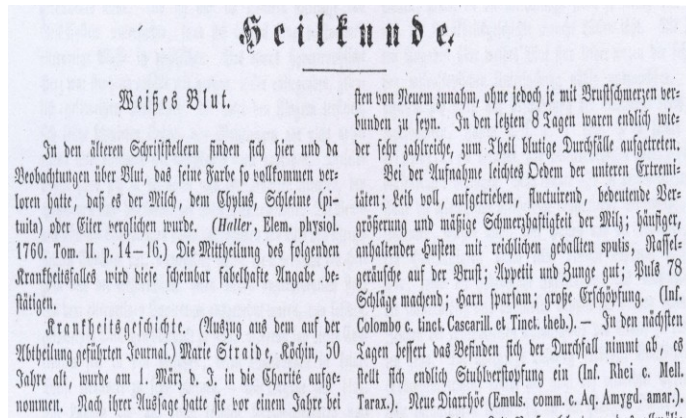 Heilkunde.
Weißes Blut.
In den älteren Schriftstellern finden sich hier und da
Beobachtungen über Blut, das seine Farbe so vollkommen ver-
loren hatte, daß es der Milch, dem Chylus, Schleime (pi-
tuita) oder Eiter verglichen wurde. (Haller, Elem. physiol.
1760. Tom. II. p. 14—16.) Die Mittheilung des folgenden
Krankheitsfalles wird diese scheinbar fabelhafte Angabe be-
stätigen.
Krankheitsgeschichte. (Auszug aus dem auf der
Abtheilung geführten Journal.) Marie Straide, Köchin, 50
Jahre alt, wurde am 1. März d. J. in die Charité aufge-
nommen. Nach ihrer Aussage hatte sie vor einem Jahre bei
sten von Neuem zunahm, ohne jedoch je mit Brustschmerzen ver-
bunden zu seyn. In den letzten 8 Tagen waren endlich wie-
der sehr zahlreiche, zum Theil blutige Durchfälle aufgetreten.
Bei der Aufnahme leichtes Oedem der unteren Extremi-
täten; Leib voll, aufgetrieben, fluctuirend, bedeutende Ver-
größerung und mäßige Schmerzhaftigkeit der Milz; häufiger,
anhaltender Husten mit reichlichen geballten sputis, Rassel-
geräusche auf der Brust; Appetit und Zunge gut; Puls 78
Schläge machend; Harn sparsam; große Erschöpfung. (Inf.
Colombo c. tinct. Cascarill. et Tinct. theb.). — In den nächsten
Tagen bessert das Befinden sich der Durchfall nimmt ab, es
stellt sich endlich Stuhlverstopfung ein (Inf. Rhei c. Mell.
Tarax.). Neue Diarrhöe (Emuls. comm. c. Aq. Amygd. amar.).